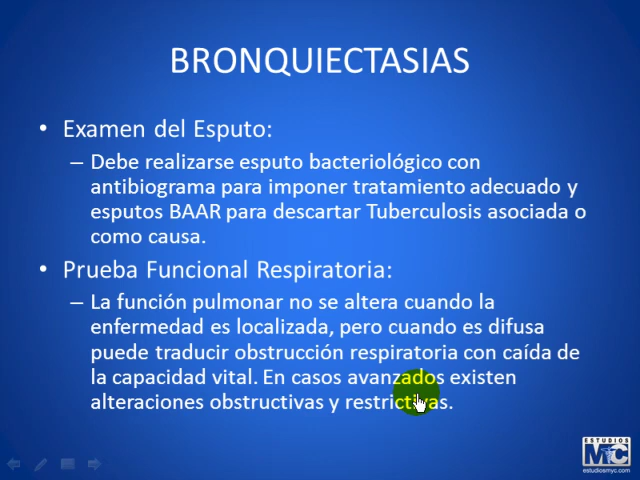 BRONQUIECTASIAS
• Examen del Esputo:
– Debe realizarse esputo bacteriológico con
antibiograma para imponer tratamiento adecuado y
esputos BAAR para descartar Tuberculosis asociada o
como causa.
• Prueba Funcional Respiratoria:
– La función pulmonar no se altera cuando la
enfermedad es localizada, pero cuando es difusa
puede traducir obstrucción respiratoria con caída de
la capacidad vital. En casos avanzados existen
alteraciones obstructivas y restrictivas.
ESTUDIOS
MC
estudiosmyc.com